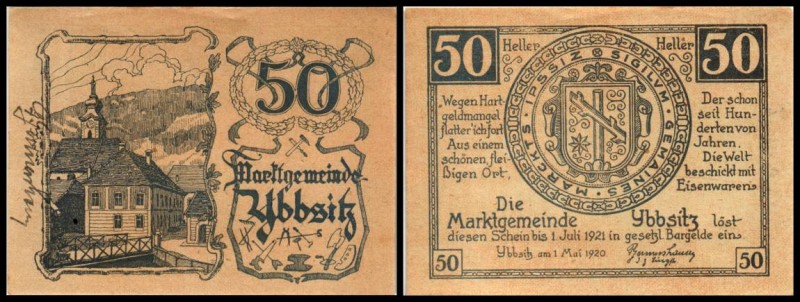 50
Marktgemeinde
Ybbsitz
50
Heller
Heller
50
MARKTS · IPSSIZ SIGILVM · GEMAINES ·
Wegen Hart-
geldmangel
flatter ich fort
Aus einem
schönen, flei-
ßigen Ort,
Der schon
seit Hun-
derten von
Jahren,
Die Welt
beschickt mit
Eisenwaren.
Die
Marktgemeinde Ybbsitz löst
diesen Schein bis 1. Juli 1921 in gesetzl. Bargelde ein.
Ybbsitz am 1 Mai 1920.
50
50